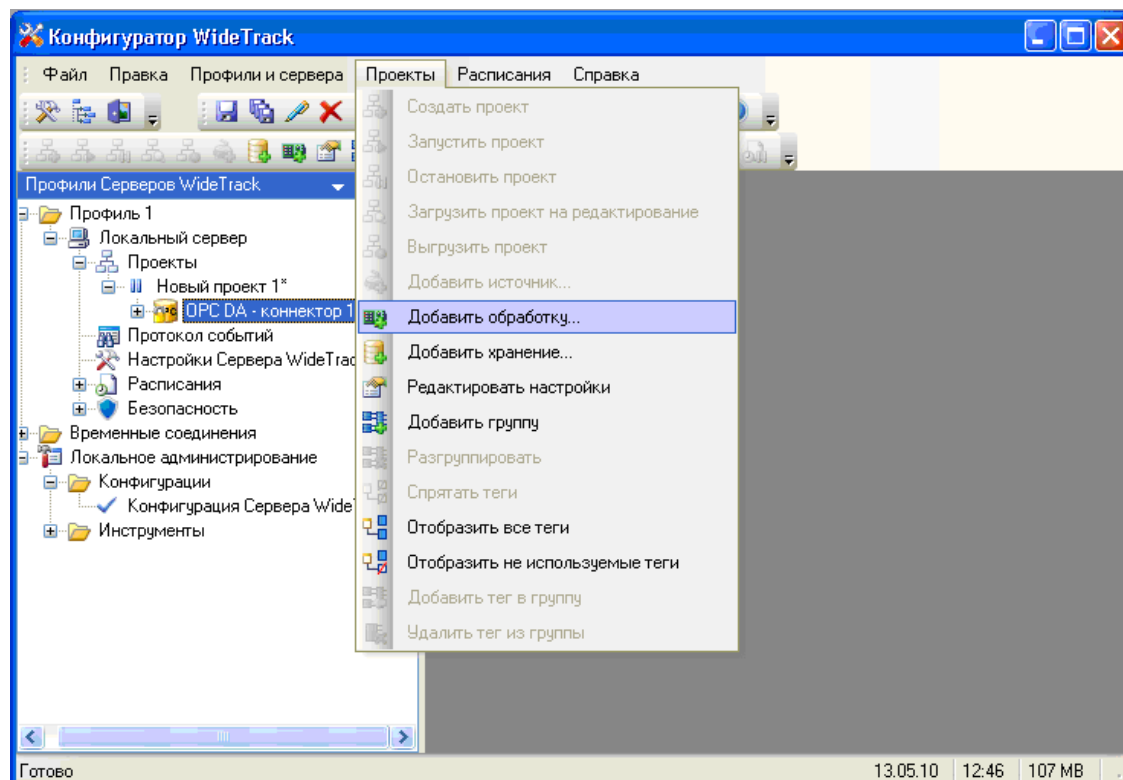 Конфигуратор WideTrack
Файл Правка Профили и сервера Проекты Расписания Справка
Профили Серверов WideTrack
Профиль 1
Локальный сервер
Проекты
Новый проект 1*
OPC DA - коннектор 1
Протокол событий
Настройки Сервера WideTrac
Расписания
Безопасность
Временные соединения
Локальное администрирование
Конфигурации
Конфигурация Сервера Wide
Инструменты
Создать проект
Запустить проект
Остановить проект
Загрузить проект на редактирование
Выгрузить проект
Добавить источник...
Добавить обработку...
Добавить хранение...
Редактировать настройки
Добавить группу
Разгруппировать
Спрятать теги
Отобразить все теги
Отобразить не используемые теги
Добавить тег в группу
Удалить тег из группы
Готово 13.05.10 12:46 107 MB